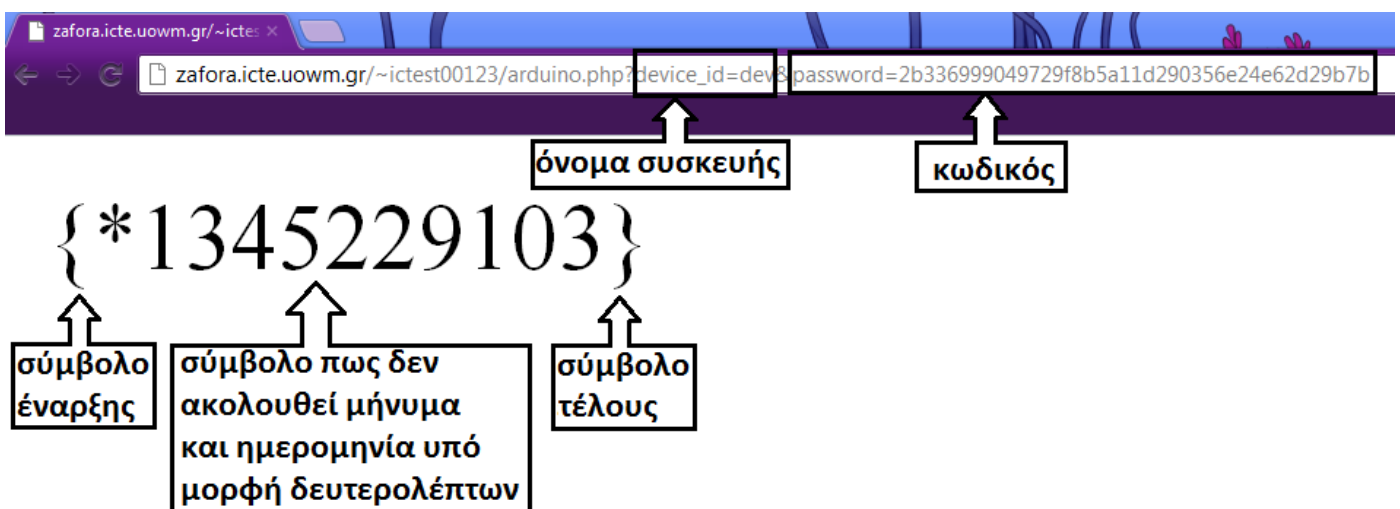 zafora.icte.uowm.gr/~ictes
zafora.icte.uowm.gr/~ictest00123/arduino.php?device_id=dev&password=2b336999049729f8b5a11d290356e24e62d29b7b
όνομα συσκευής
κωδικός
{*1345229103}
σύμβολο
έναρξης
σύμβολο πως δεν
ακολουθεί μήνυμα
και ημερομηνία υπό
μορφή δευτερολέπτων
σύμβολο
τέλους